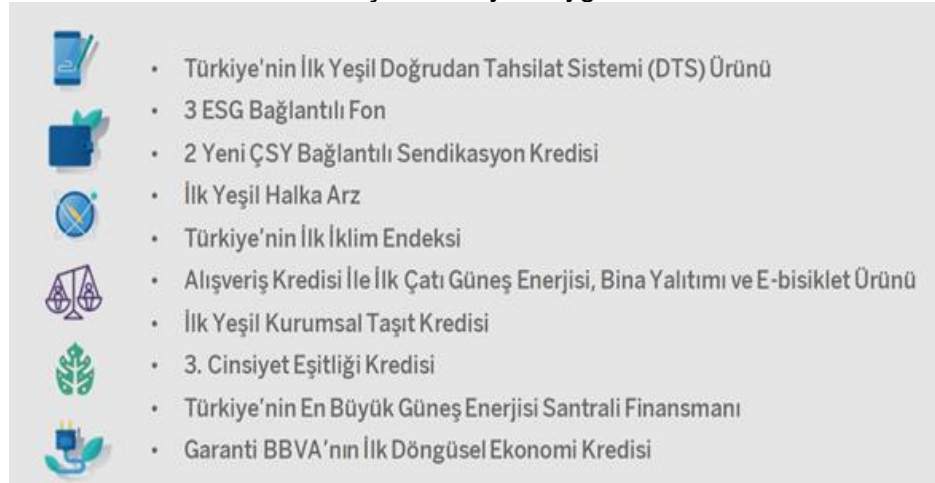 • Türkiye'nin İlk Yeşil Doğrudan Tahsilat Sistemi (DTS) Ürünü
• 3 ESG Bağlantılı Fon
• 2 Yeni ÇSY Bağlantılı Sendikasyon Kredisi
• İlk Yeşil Halka Arz
• Türkiye'nin İlk İklim Endeksi
• Alışveriş Kredisi İle İlk Çatı Güneş Enerjisi, Bina Yalıtımı ve E-bisiklet Ürünü
• İlk Yeşil Kurumsal Taşıt Kredisi
• 3. Cinsiyet Eşitliği Kredisi
• Türkiye'nin En Büyük Güneş Enerjisi Santrali Finansmanı
• Garanti BBVA'nın İlk Döngüsel Ekonomi Kredisi